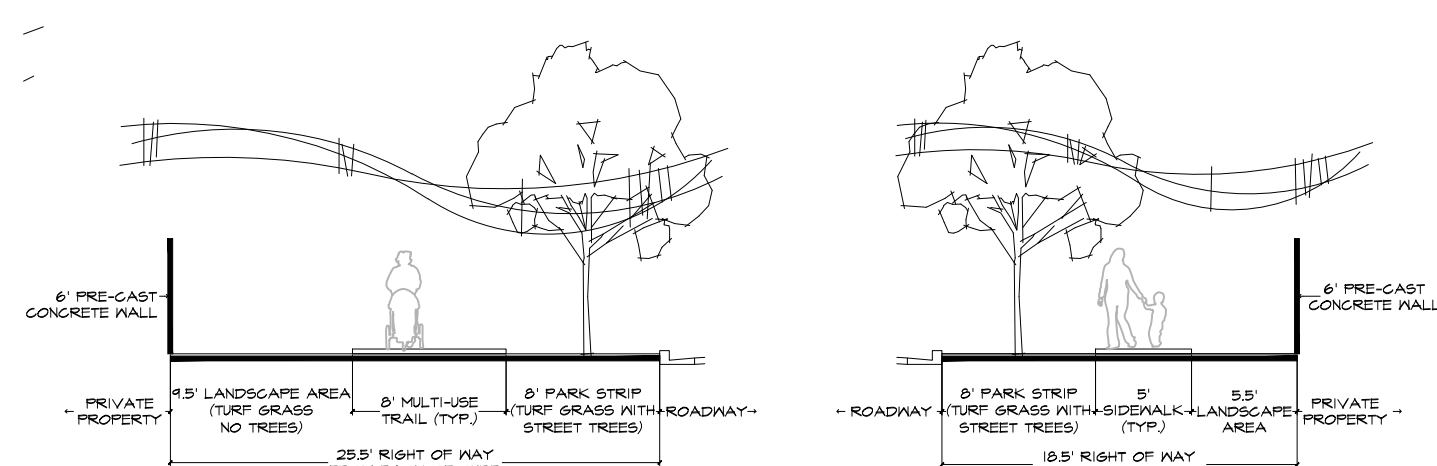 6' PRE-CAST
CONCRETE WALL
9.5' LANDSCAPE AREA
(TURF GRASS
NO TREES)
8' MULTI-USE
TRAIL (TYP.)
8' PARK STRIP
(TURF GRASS WITH
STREET TREES)
PRIVATE
PROPERTY
ROADWAY
25.5' RIGHT OF WAY
6' PRE-CAST
CONCRETE WALL
ROADWAY
8' PARK STRIP
(TURF GRASS WITH
STREET TREES)
5'
SIDEWALK
(TYP.)
5.5'
LANDSCAPE
AREA
PRIVATE
PROPERTY
18.5' RIGHT OF WAY